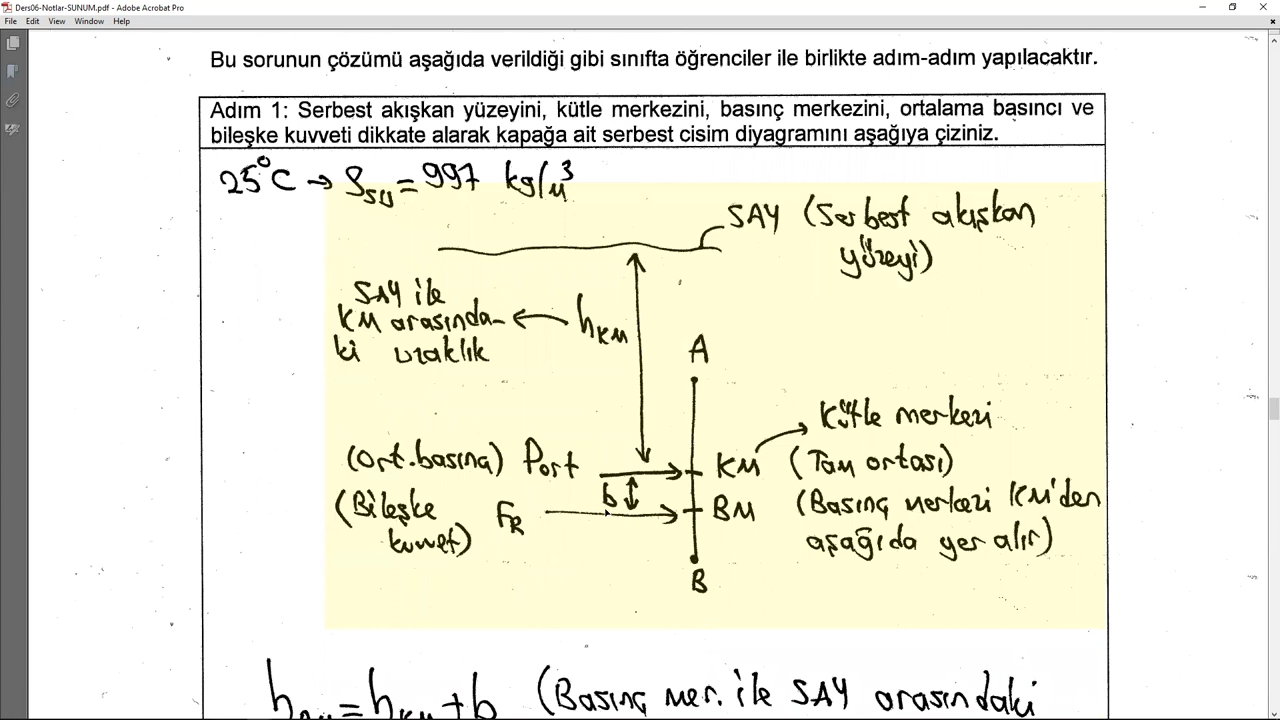 Ders06-Notlar-SUNUM.pdf - Adobe Acrobat Pro
File Edit View Window Help
Bu sorunun çözümü aşağıda verildiği gibi sınıfta öğrenciler ile birlikte adım-adım yapılacaktır.
Adım 1: Serbest akışkan yüzeyini, kütle merkezini, basınç merkezini, ortalama basıncı ve
bileşke kuvveti dikkate alarak kapağa ait serbest cisim diyagramını aşağıya çiziniz.
25°C → ρsu = 997 kg/m³
SAY (Serbest akışkan
yüzeyi)
SAY ile
KM arasında-
ki uzaklık
hKM
A
Kütle merkezi
(Ort. basınç) Port
KM (Tam ortası)
b
(Bileşke
kuvvet)
FR
BM (Basınç merkezi KM'den
aşağıda yer alır)
B
hBM = hKM + b (Basınç mer. ile SAY arasındaki